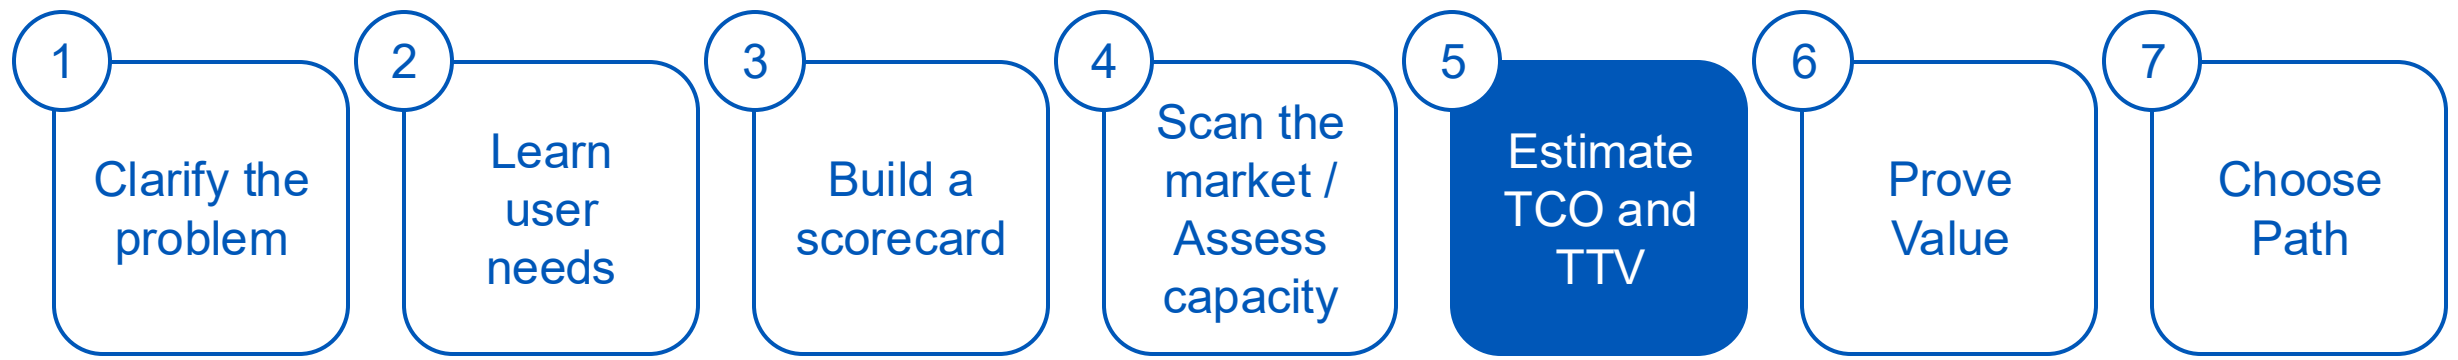 1
Clarify the
problem
2
Learn
user
needs
3
Build a
scorecard
4
Scan the
market /
Assess
capacity
5
Estimate
TCO and
TTV
6
Prove
Value
7
Choose
Path